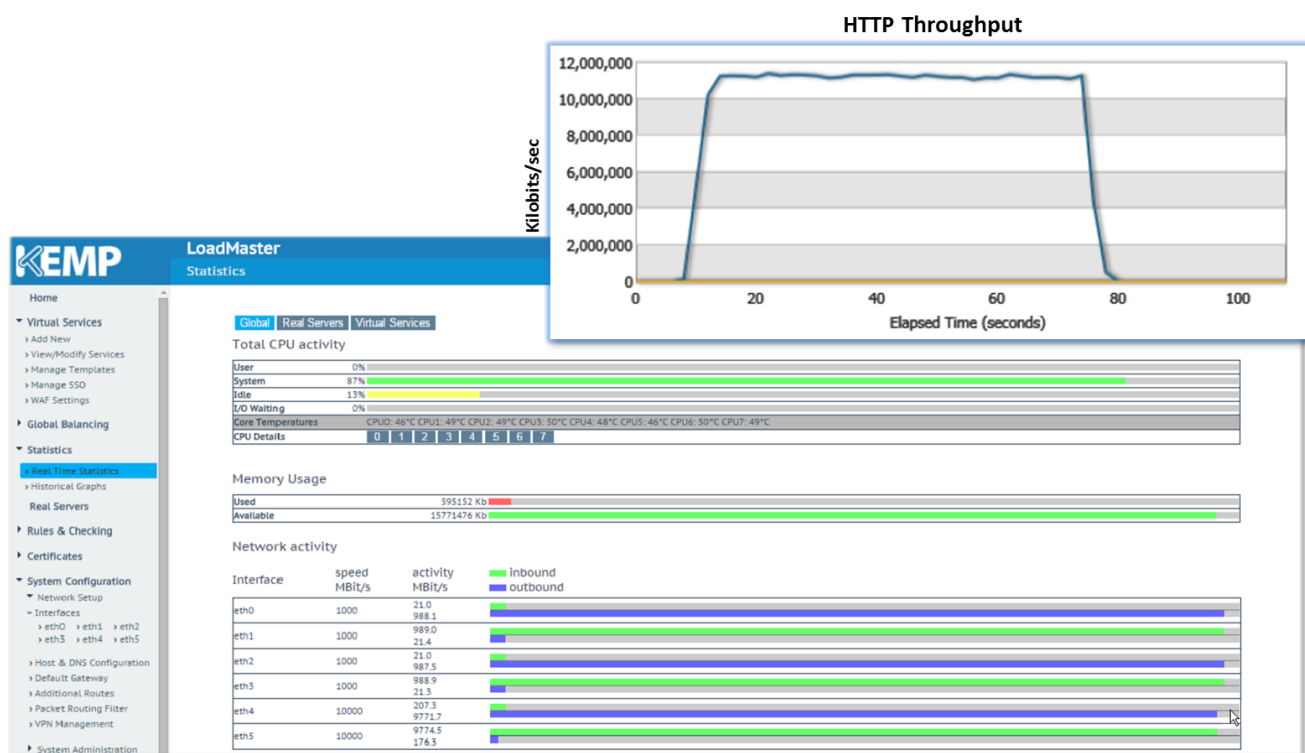 HTTP Throughput
12,000,000
10,000,000
8,000,000
6,000,000
4,000,000
2,000,000
0
Kilobits/sec
0 20 40 60 80 100
Elapsed Time (seconds)
KEMP
LoadMaster
Statistics
Home
Virtual Services
Add New
View/Modify Services
Manage Templates
Manage SSO
WAF Settings
Global Balancing
Statistics
Real Time Statistics
Historical Graphs
Real Servers
Rules & Checking
Certificates
System Configuration
Network Setup
Interfaces
eth0 eth1 eth2
eth3 eth4 eth5
Host & DNS Configuration
Default Gateway
Additional Routes
Packet Routing Filter
VPN Management
System Administration
Global Real Servers Virtual Services
Total CPU activity
User 0%
System 87%
Idle 13%
I/O Waiting 0%
Core Temperatures CPU0: 46°C CPU1: 49°C CPU2: 49°C CPU3: 50°C CPU4: 48°C CPU5: 46°C CPU6: 50°C CPU7: 49°C
CPU Details 0 1 2 3 4 5 6 7
Memory Usage
Used 595152 Kb
Available 15771476 Kb
Network activity
Interface speed MBit/s activity MBit/s inbound outbound
eth0 1000 21.0
988.1
eth1 1000 989.0
21.4
eth2 1000 21.0
987.5
eth3 1000 988.9
21.3
eth4 10000 207.3
9771.7
eth5 10000 9774.5
176.3